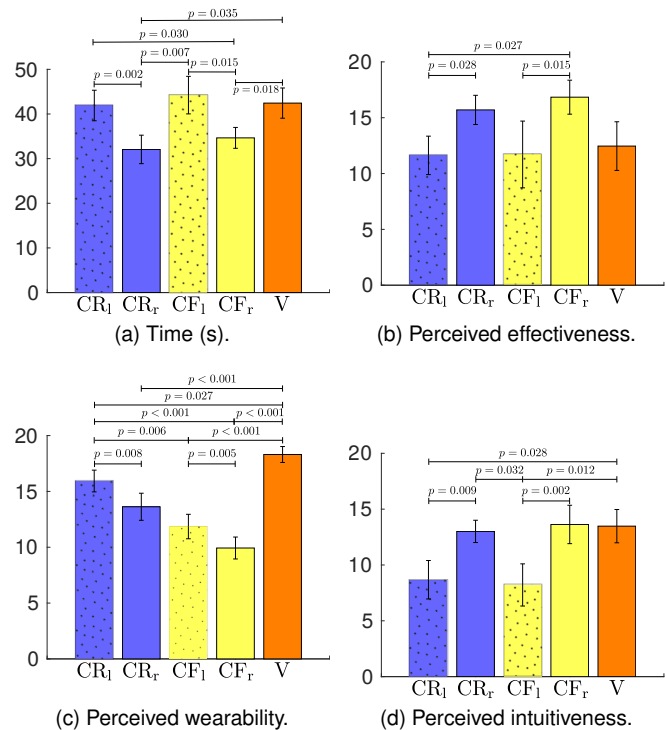 p = 0.035
p = 0.030
p = 0.007
p = 0.002
p = 0.015
p = 0.018
50
40
30
20
10
0
CRl CRr CFl CFr V
(a) Time (s).
p = 0.027
p = 0.028
p = 0.015
20
15
10
5
0
CRl CRr CFl CFr V
(b) Perceived effectiveness.
p < 0.001
p = 0.027
p < 0.001 p < 0.001
p = 0.006 p < 0.001
p = 0.008 p = 0.005
20
15
10
5
0
CRl CRr CFl CFr V
(c) Perceived wearability.
p = 0.028
p = 0.032 p = 0.012
p = 0.009 p = 0.002
20
15
10
5
0
CRl CRr CFl CFr V
(d) Perceived intuitiveness.